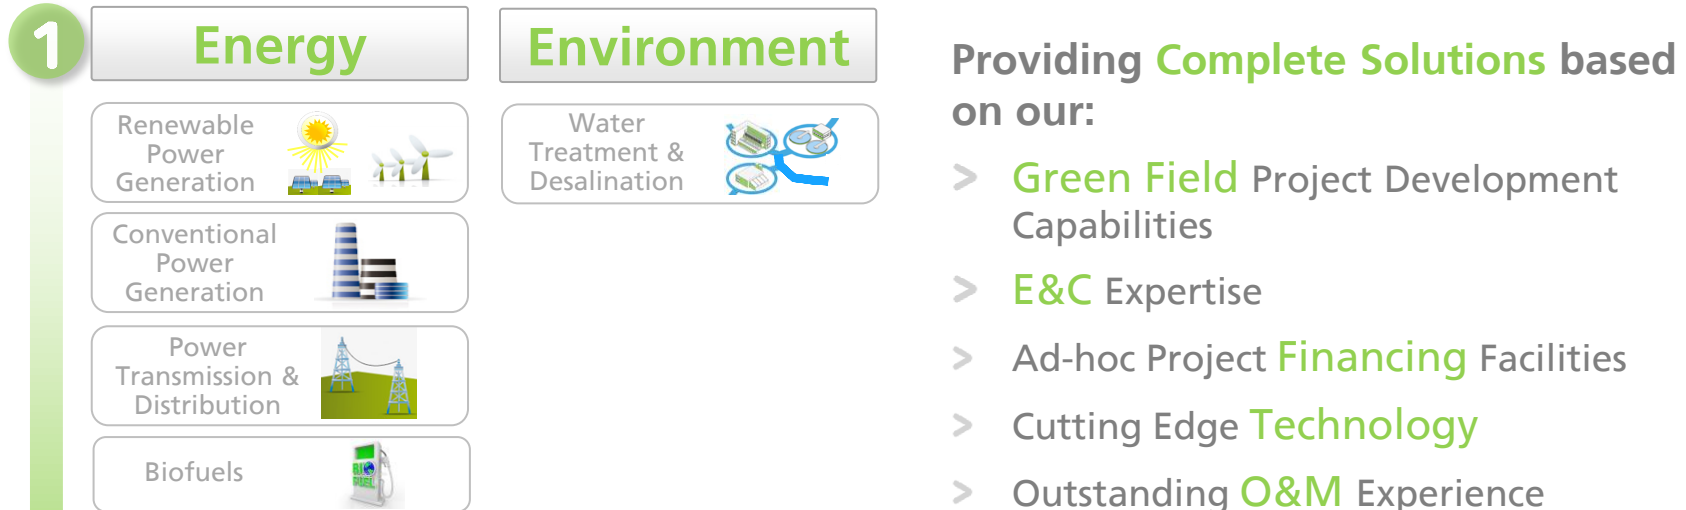 1
Energy
Renewable
Power
Generation
Conventional
Power
Generation
Power
Transmission &
Distribution
Biofuels
BIO
FUEL
Environment
Water
Treatment &
Desalination
Providing Complete Solutions based
on our:
> Green Field Project Development
Capabilities
> E&C Expertise
> Ad-hoc Project Financing Facilities
> Cutting Edge Technology
> Outstanding O&M Experience